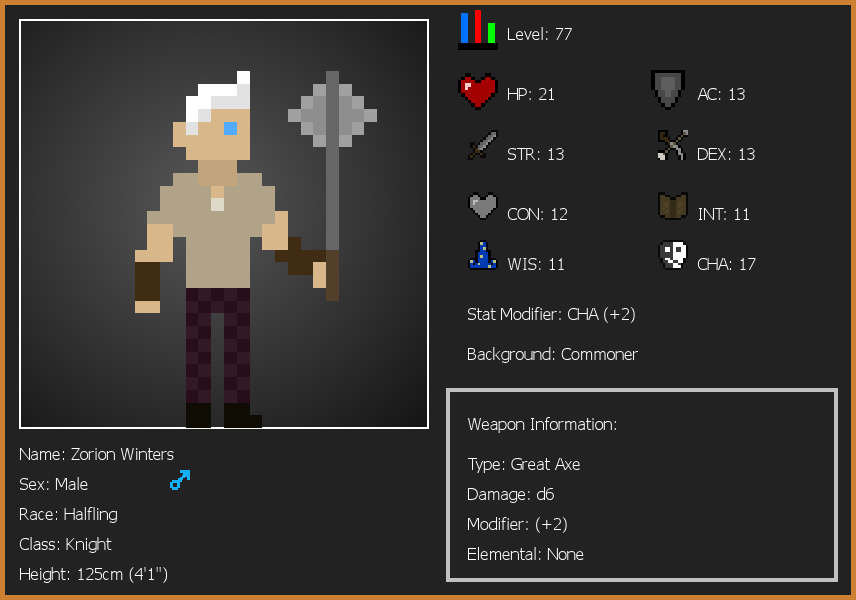 Level: 77
HP: 21
AC: 13
STR: 13
DEX: 13
CON: 12
INT: 11
WIS: 11
CHA: 17
Stat Modifier: CHA (+2)
Background: Commoner
Weapon Information:
Type: Great Axe
Damage: d6
Modifier: (+2)
Elemental: None
Name: Zorion Winters
Sex: Male
Race: Halfling
Class: Knight
Height: 125cm (4'1")